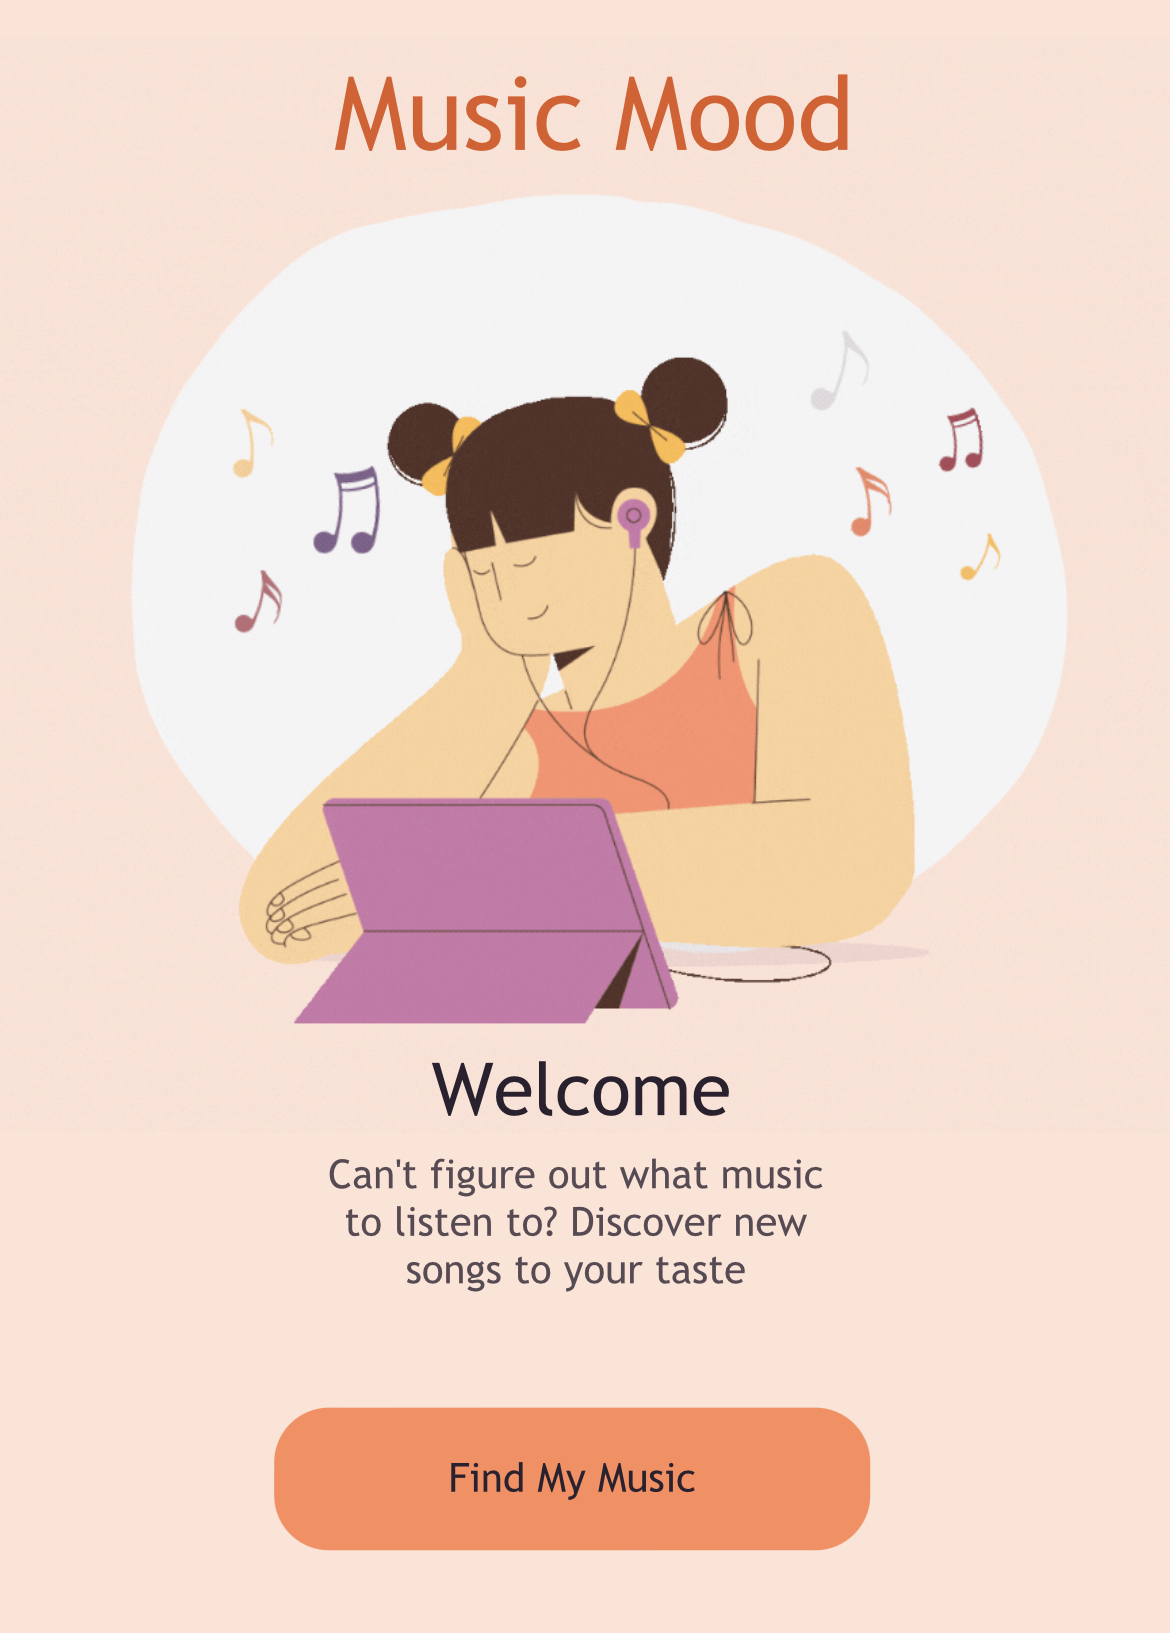 Music Mood
Welcome
Can't figure out what music
to listen to? Discover new
songs to your taste
Find My Music